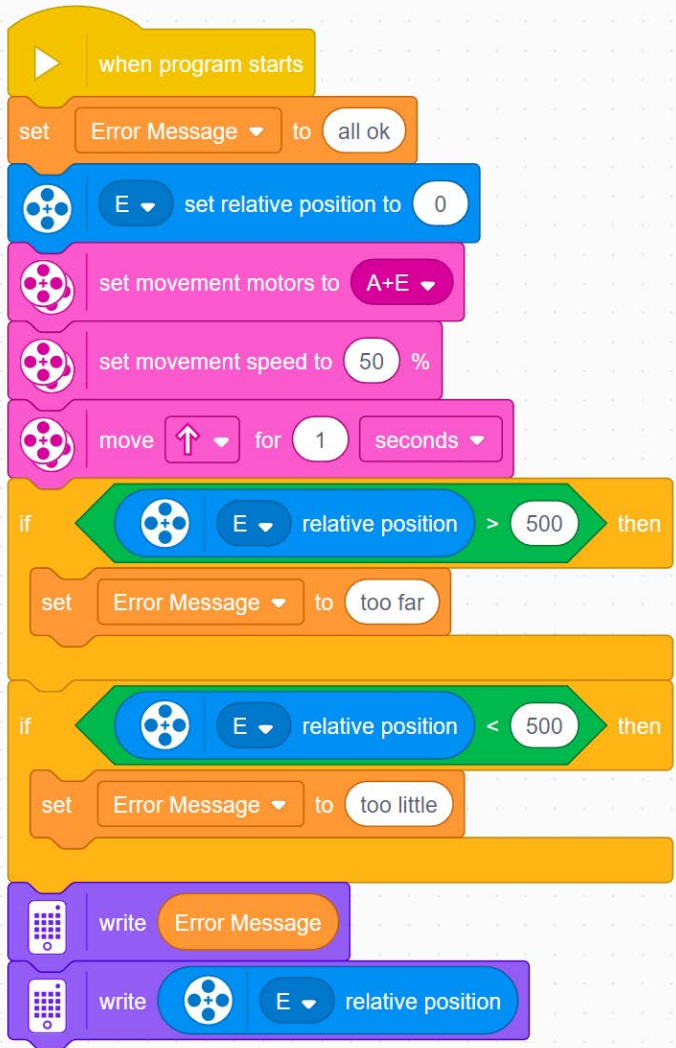 when program starts
set Error Message to all ok
E set relative position to 0
set movement motors to A+E
set movement speed to 50 %
move for 1 seconds
if E relative position > 500 then
set Error Message to too far
if E relative position < 500 then
set Error Message to too little
write Error Message
write E relative position